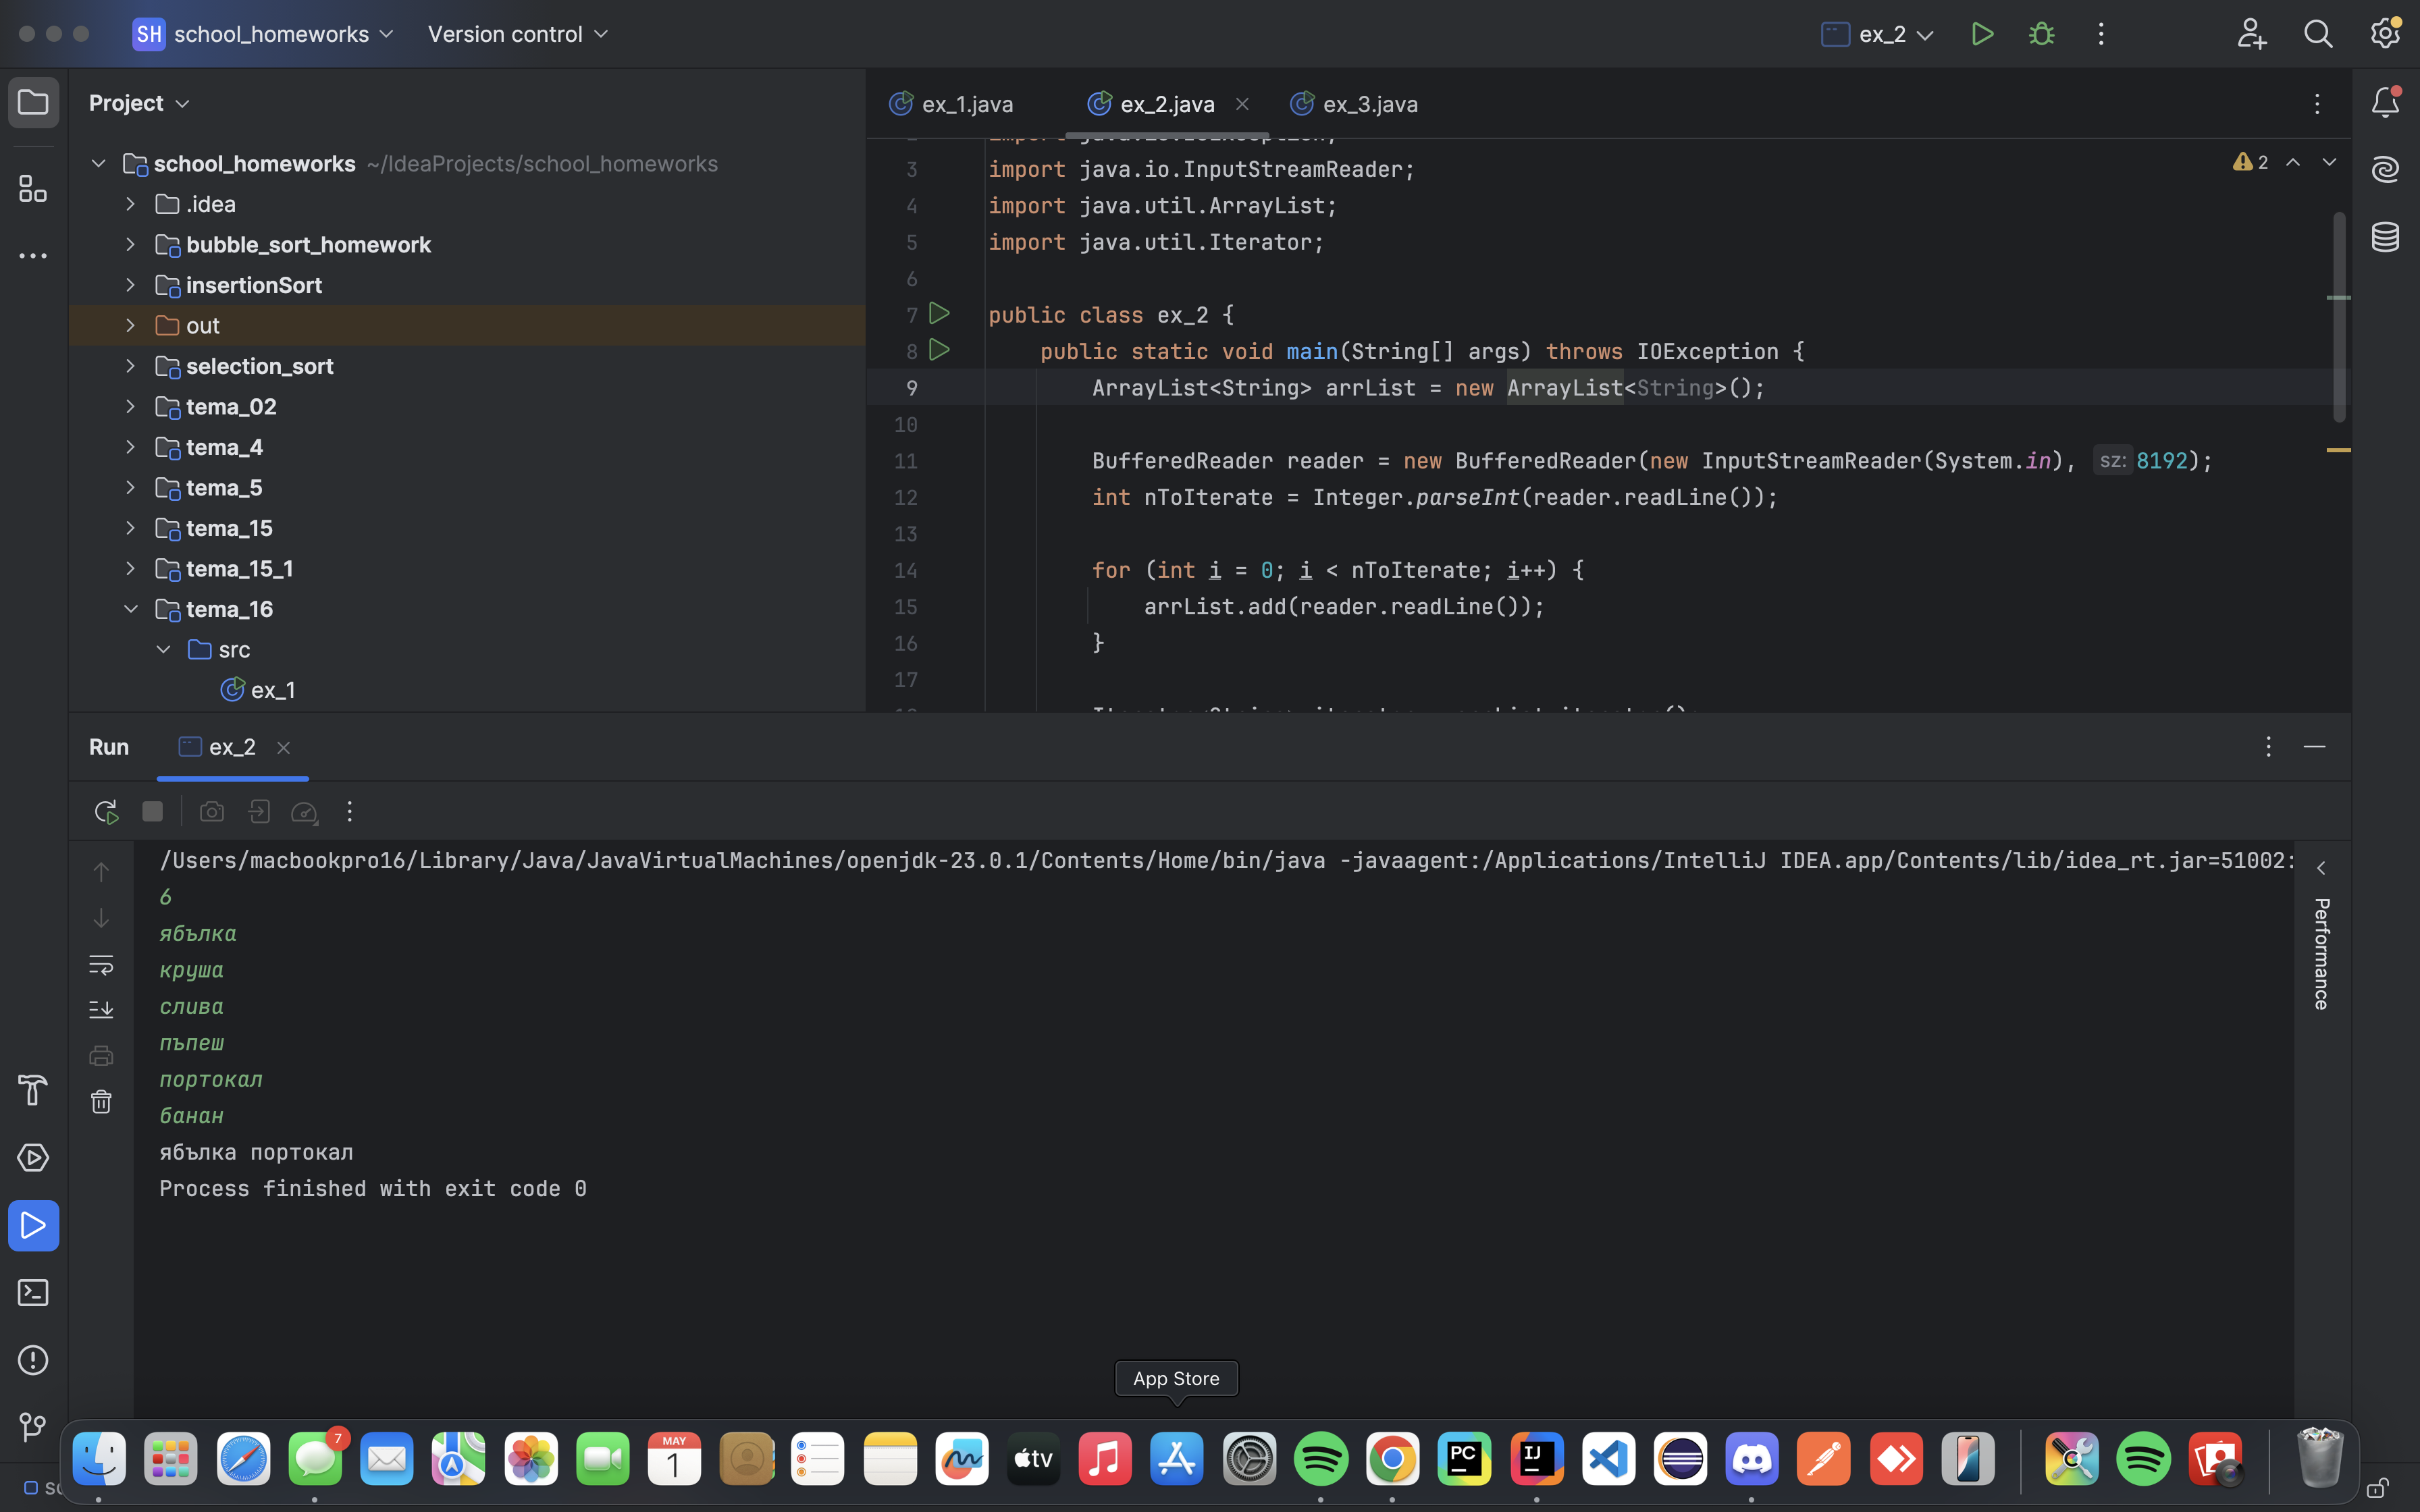 SH school_homeworks Version control ex_2
Project
ex_1.java ex_2.java ex_3.java
school_homeworks ~/IdeaProjects/school_homeworks
.idea
bubble_sort_homework
insertionSort
out
selection_sort
tema_02
tema_4
tema_5
tema_15
tema_15_1
tema_16
src
ex_1
2
3 import java.io.InputStreamReader;
4 import java.util.ArrayList;
5 import java.util.Iterator;
6
7 public class ex_2 {
8 public static void main(String[] args) throws IOException {
9 ArrayList<String> arrList = new ArrayList<String>();
10
11 BufferedReader reader = new BufferedReader(new InputStreamReader(System.in), sz: 8192);
12 int nToIterate = Integer.parseInt(reader.readLine());
13
14 for (int i = 0; i < nToIterate; i++) {
15 arrList.add(reader.readLine());
16 }
17
Run ex_2
/Users/macbookpro16/Library/Java/JavaVirtualMachines/openjdk-23.0.1/Contents/Home/bin/java -javaagent:/Applications/IntelliJ IDEA.app/Contents/lib/idea_rt.jar=51002:
6
ябълка
круша
слива
пъпеш
портокал
банан
ябълка портокал
Process finished with exit code 0
Performance
App Store
7
MAY
1
tv
PC
IJ